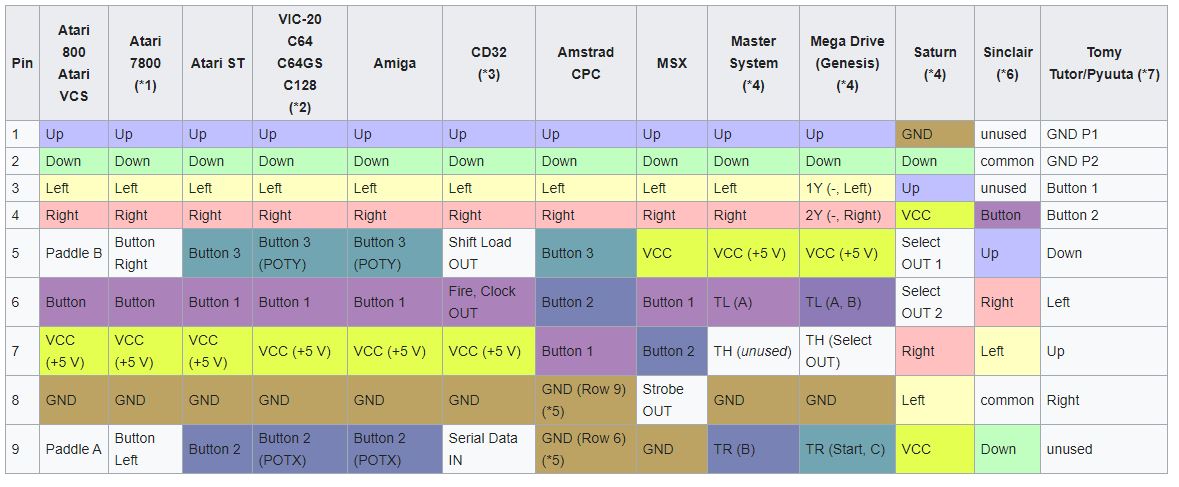 Pin | Atari 800 Atari VCS | Atari 7800 (*1) | Atari ST | VIC-20 C64 C64GS C128 (*2) | Amiga | CD32 (*3) | Amstrad CPC | MSX | Master System (*4) | Mega Drive (Genesis) (*4) | Saturn (*4) | Sinclair (*6) | Tomy Tutor/Pyuuta (*7)
1 | Up | Up | Up | Up | Up | Up | Up | Up | Up | Up | GND | unused | GND P1
2 | Down | Down | Down | Down | Down | Down | Down | Down | Down | Down | Down | common | GND P2
3 | Left | Left | Left | Left | Left | Left | Left | Left | Left | 1Y (-, Left) | Up | unused | Button 1
4 | Right | Right | Right | Right | Right | Right | Right | Right | Right | 2Y (-, Right) | VCC | Button | Button 2
5 | Paddle B | Button Right | Button 3 | Button 3 (POTY) | Button 3 (POTY) | Shift Load OUT | Button 3 | VCC | VCC (+5 V) | VCC (+5 V) | Select OUT 1 | Up | Down
6 | Button | Button | Button 1 | Button 1 | Button 1 | Fire, Clock OUT | Button 2 | Button 1 | TL (A) | TL (A, B) | Select OUT 2 | Right | Left
7 | VCC (+5 V) | VCC (+5 V) | VCC (+5 V) | VCC (+5 V) | VCC (+5 V) | VCC (+5 V) | Button 1 | Button 2 | TH (unused) | TH (Select OUT) | Right | Left | Up
8 | GND | GND | GND | GND | GND | GND | GND (Row 9) (*5) | Strobe OUT | GND | GND | Left | common | Right
9 | Paddle A | Button Left | Button 2 | Button 2 (POTX) | Button 2 (POTX) | Serial Data IN | GND (Row 6) (*5) | GND | TR (B) | TR (Start, C) | VCC | Down | unused